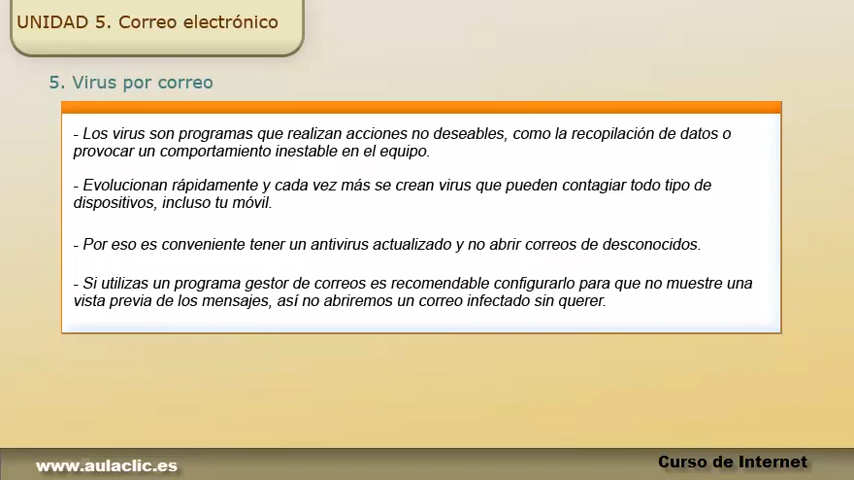 UNIDAD 5. Correo electrónico
5. Virus por correo
- Los virus son programas que realizan acciones no deseables, como la recopilación de datos o
provocar un comportamiento inestable en el equipo.
- Evolucionan rápidamente y cada vez más se crean virus que pueden contagiar todo tipo de
dispositivos, incluso tu móvil.
- Por eso es conveniente tener un antivirus actualizado y no abrir correos de desconocidos.
- Si utilizas un programa gestor de correos es recomendable configurarlo para que no muestre una
vista previa de los mensajes, así no abriremos un correo infectado sin querer.
www.aulaclic.es
Curso de Internet